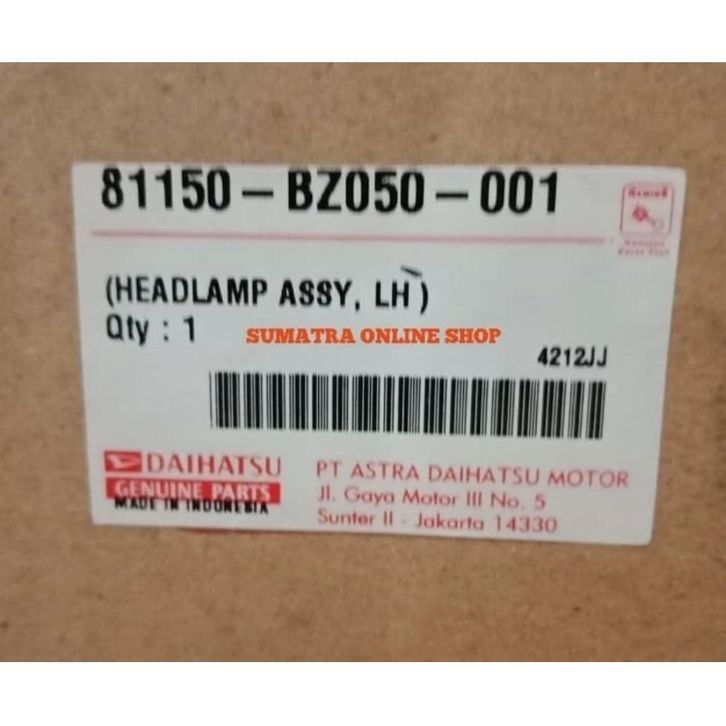 81150-BZ050-001
(HEADLAMP ASSY, LH)
Qty : 1
SUMATRA ONLINE SHOP
4212JJ
DAIHATSU
GENUINE PARTS
MADE IN INDONESIA
PT ASTRA DAIHATSU MOTOR
Jl. Gaya Motor III No. 5
Sunter II - Jakarta 14330